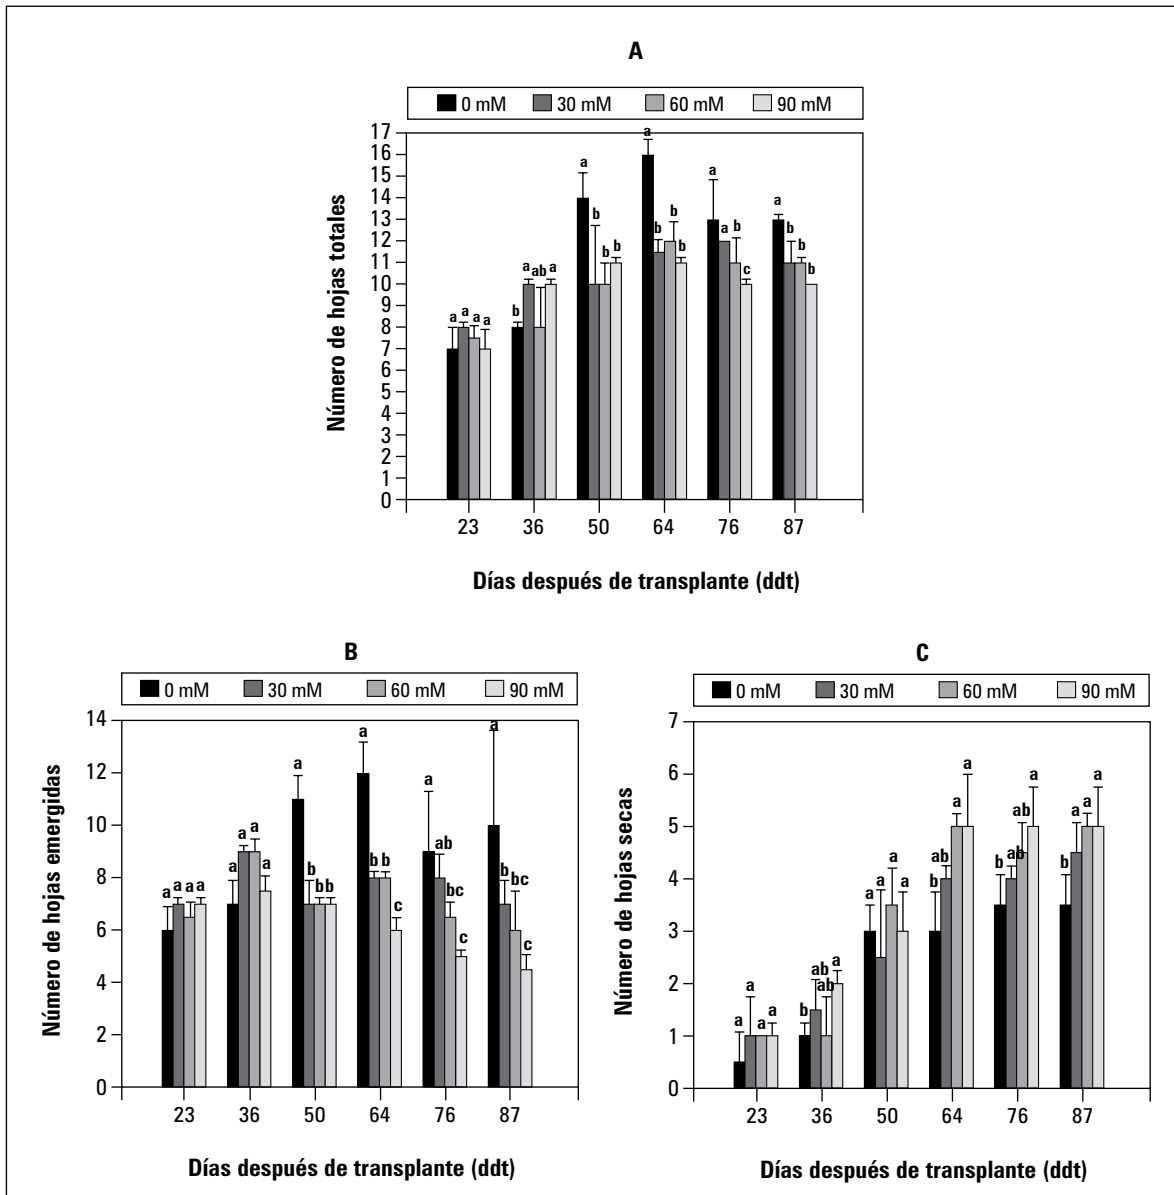 A
0 mM 30 mM 60 mM 90 mM
Número de hojas totales
17
16
15
14
13
12
11
10
9
8
7
6
5
4
3
2
1
0
a a a a
b a ab a
a b b b
a b b b
a a b c
a b b b
23 36 50 64 76 87
Días después de transplante (ddt)
B
0 mM 30 mM 60 mM 90 mM
Número de hojas emergidas
14
12
10
8
6
4
2
0
a a a a
a a a a
a b b b
a b b c
a ab bc c
a b bc c
23 36 50 64 76 87
Días después de transplante (ddt)
C
0 mM 30 mM 60 mM 90 mM
Número de hojas secas
7
6
5
4
3
2
1
0
a a a a
b ab ab a
a a a a
b ab a a
b ab ab a
b a a a
23 36 50 64 76 87
Días después de transplante (ddt)